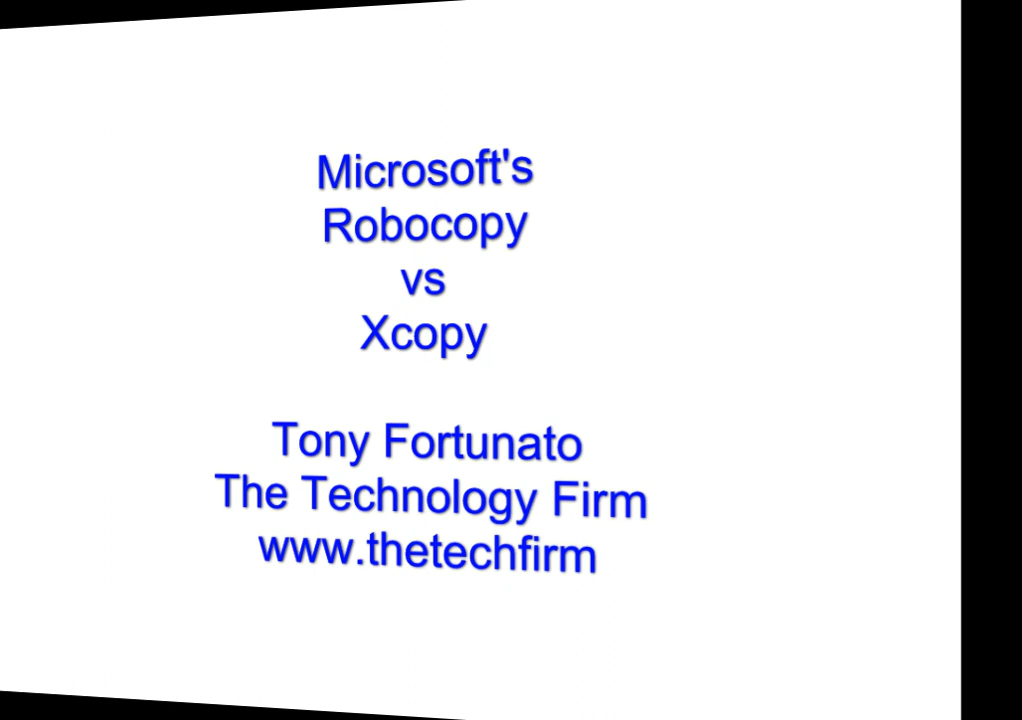 Microsoft's
Robocopy
vs
Xcopy
Tony Fortunato
The Technology Firm
www.thetechfirm